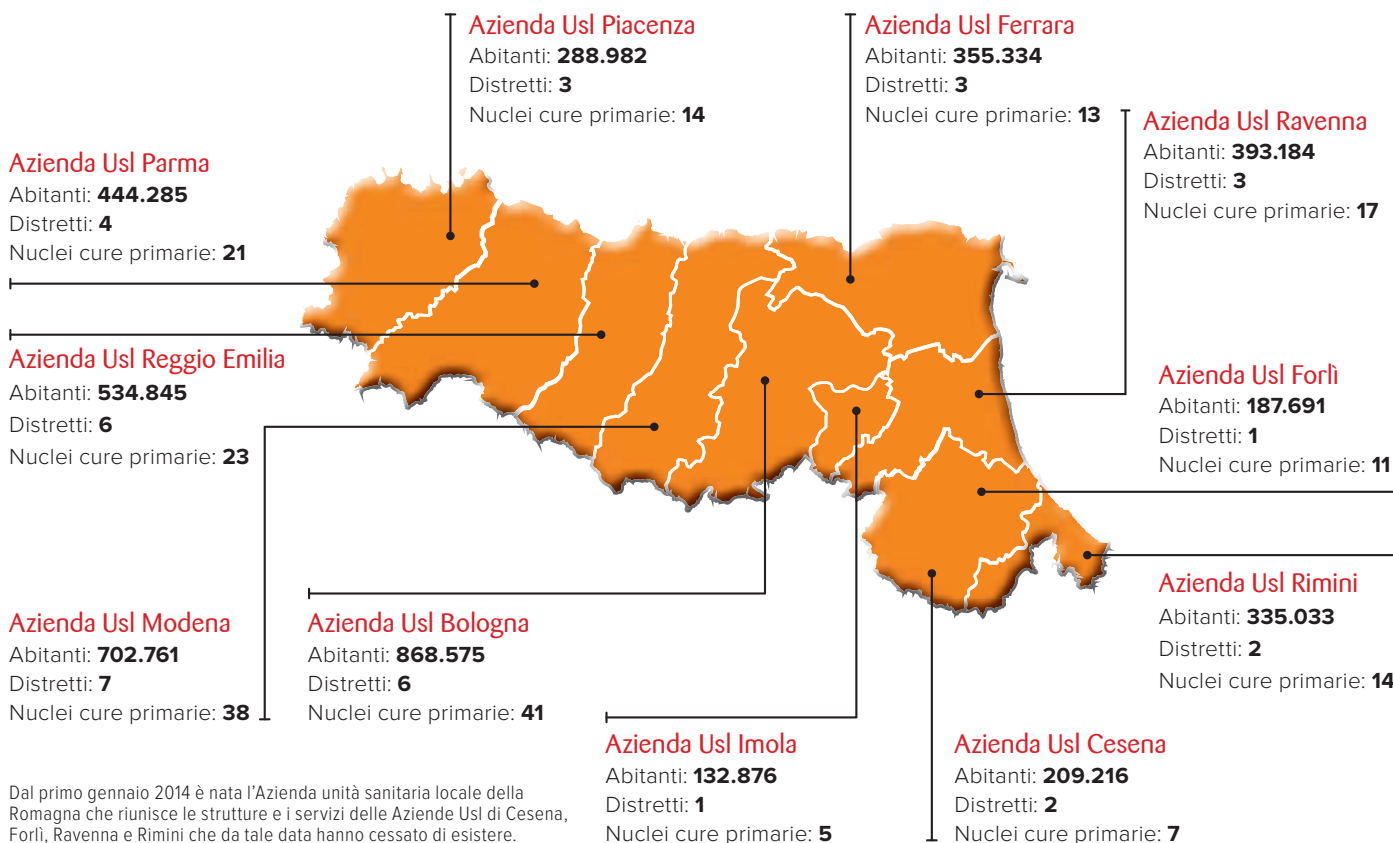 Azienda Usl Piacenza
Abitanti: 288.982
Distretti: 3
Nuclei cure primarie: 14
Azienda Usl Ferrara
Abitanti: 355.334
Distretti: 3
Nuclei cure primarie: 13
Azienda Usl Ravenna
Abitanti: 393.184
Distretti: 3
Nuclei cure primarie: 17
Azienda Usl Parma
Abitanti: 444.285
Distretti: 4
Nuclei cure primarie: 21
Azienda Usl Reggio Emilia
Abitanti: 534.845
Distretti: 6
Nuclei cure primarie: 23
Azienda Usl Forlì
Abitanti: 187.691
Distretti: 1
Nuclei cure primarie: 11
Azienda Usl Rimini
Abitanti: 335.033
Distretti: 2
Nuclei cure primarie: 14
Azienda Usl Modena
Abitanti: 702.761
Distretti: 7
Nuclei cure primarie: 38
Azienda Usl Bologna
Abitanti: 868.575
Distretti: 6
Nuclei cure primarie: 41
Azienda Usl Imola
Abitanti: 132.876
Distretti: 1
Nuclei cure primarie: 5
Azienda Usl Cesena
Abitanti: 209.216
Distretti: 2
Nuclei cure primarie: 7
Dal primo gennaio 2014 è nata l'Azienda unità sanitaria locale della
Romagna che riunisce le strutture e i servizi delle Aziende Usl di Cesena,
Forlì, Ravenna e Rimini che da tale data hanno cessato di esistere.